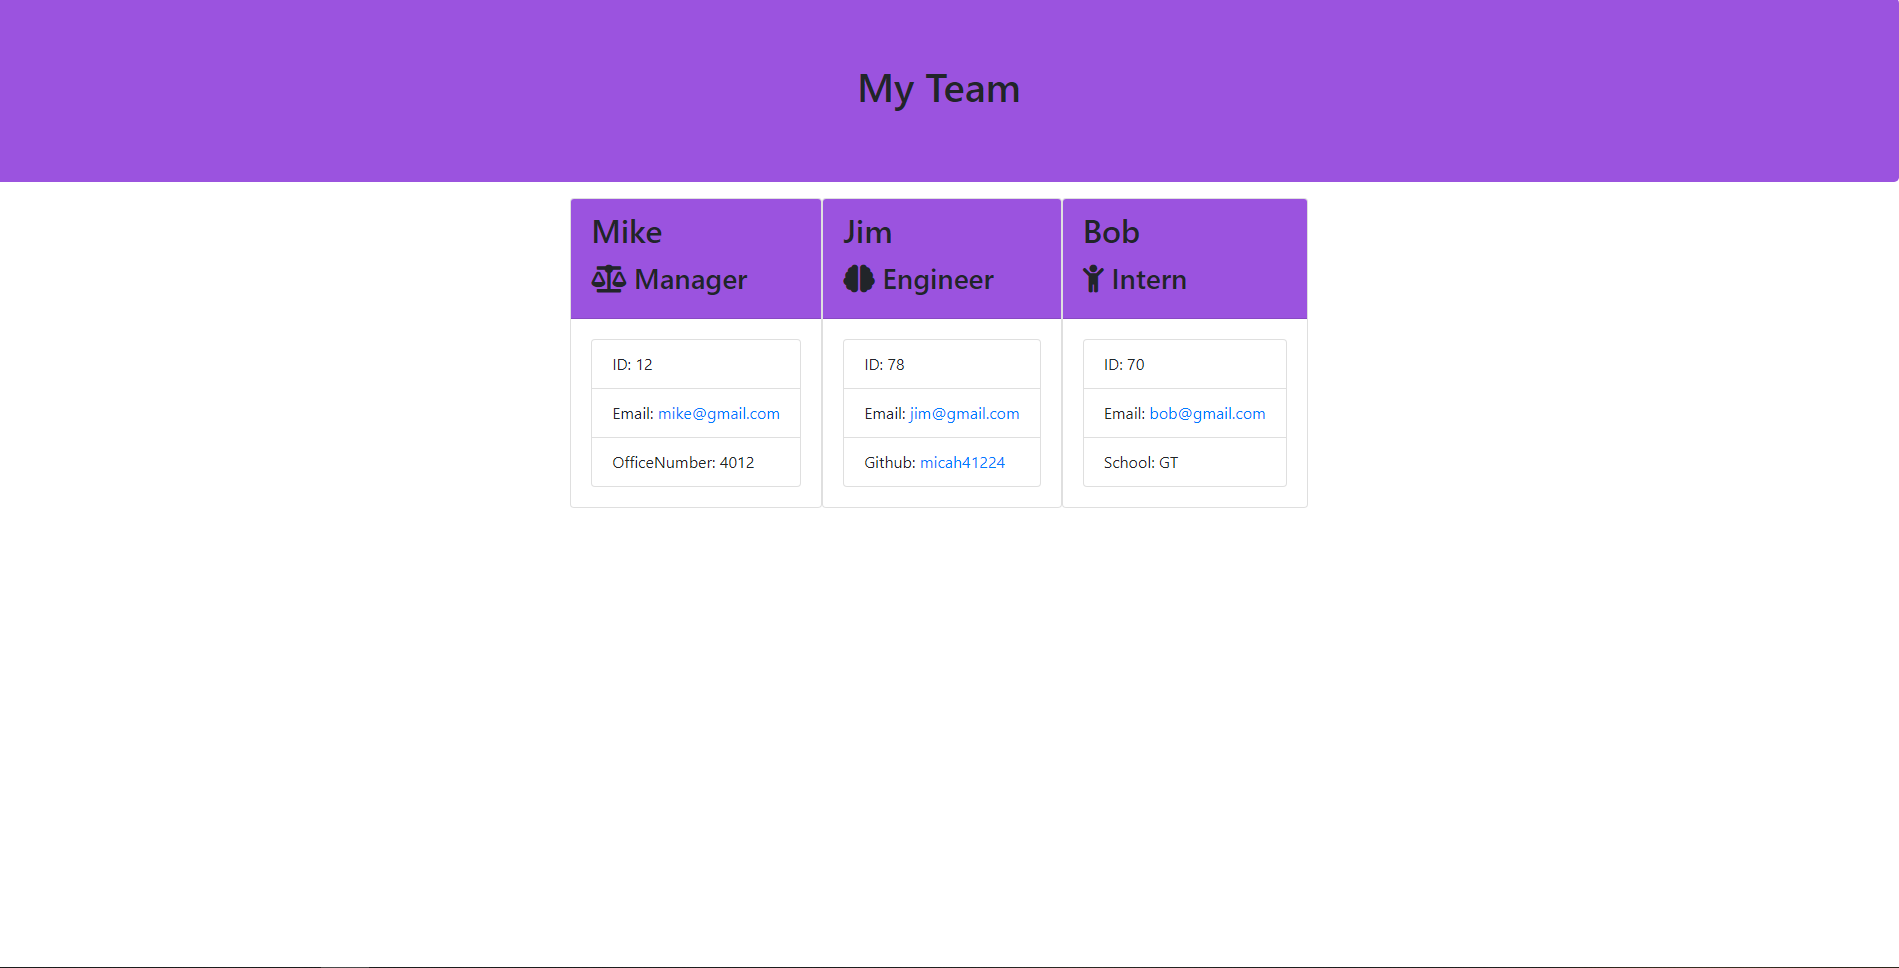 My Team
Mike
Manager
ID: 12
Email: mike@gmail.com
OfficeNumber: 4012
Jim
Engineer
ID: 78
Email: jim@gmail.com
Github: micah41224
Bob
Intern
ID: 70
Email: bob@gmail.com
School: GT